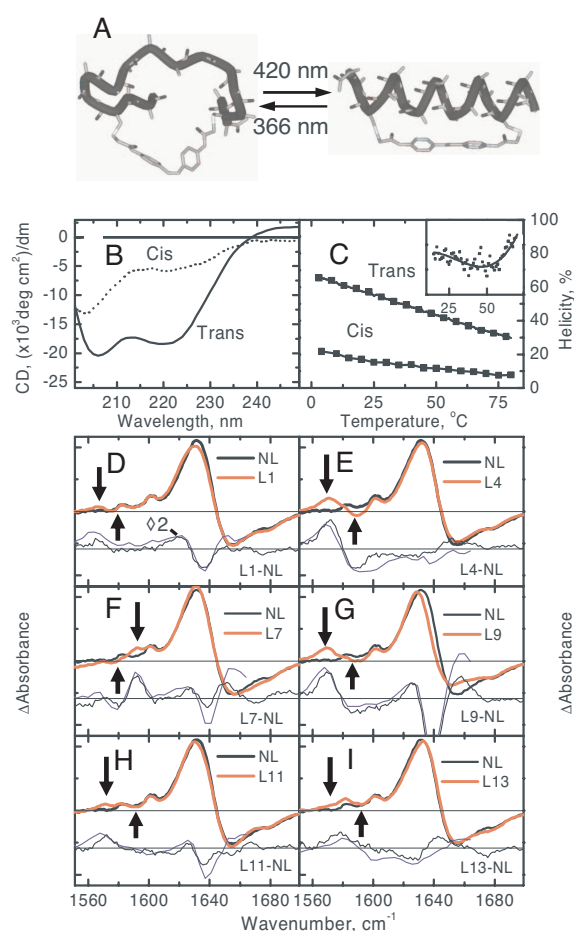 A
420 nm
366 nm
CD, (x10³deg cm²)/dm
0
-5
-10
-15
-20
-25
B
Cis
Trans
210 220 230 240
Wavelength, nm
C
Trans
Cis
25 50
0 25 50 75
Temperature, °C
100
80
60
40
20
0
Helicity, %
D
NL
L1
◊2
L1-NL
E
NL
L4
L4-NL
F
NL
L7
L7-NL
G
NL
L9
L9-NL
H
NL
L11
L11-NL
I
NL
L13
L13-NL
ΔAbsorbance
ΔAbsorbance
1560 1600 1640 1560 1600 1640 1680
Wavenumber, cm⁻¹